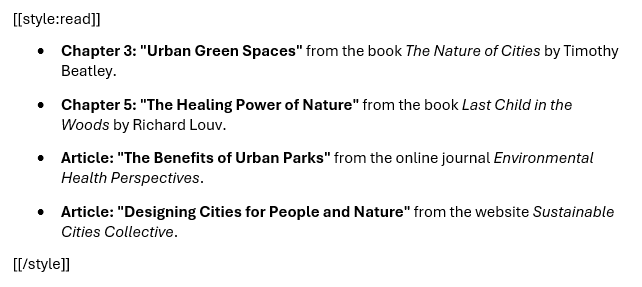 [[style:read]]
• Chapter 3: "Urban Green Spaces" from the book The Nature of Cities by Timothy
Beatley.
• Chapter 5: "The Healing Power of Nature" from the book Last Child in the
Woods by Richard Louv.
• Article: "The Benefits of Urban Parks" from the online journal Environmental
Health Perspectives.
• Article: "Designing Cities for People and Nature" from the website Sustainable
Cities Collective.
[[/style]]